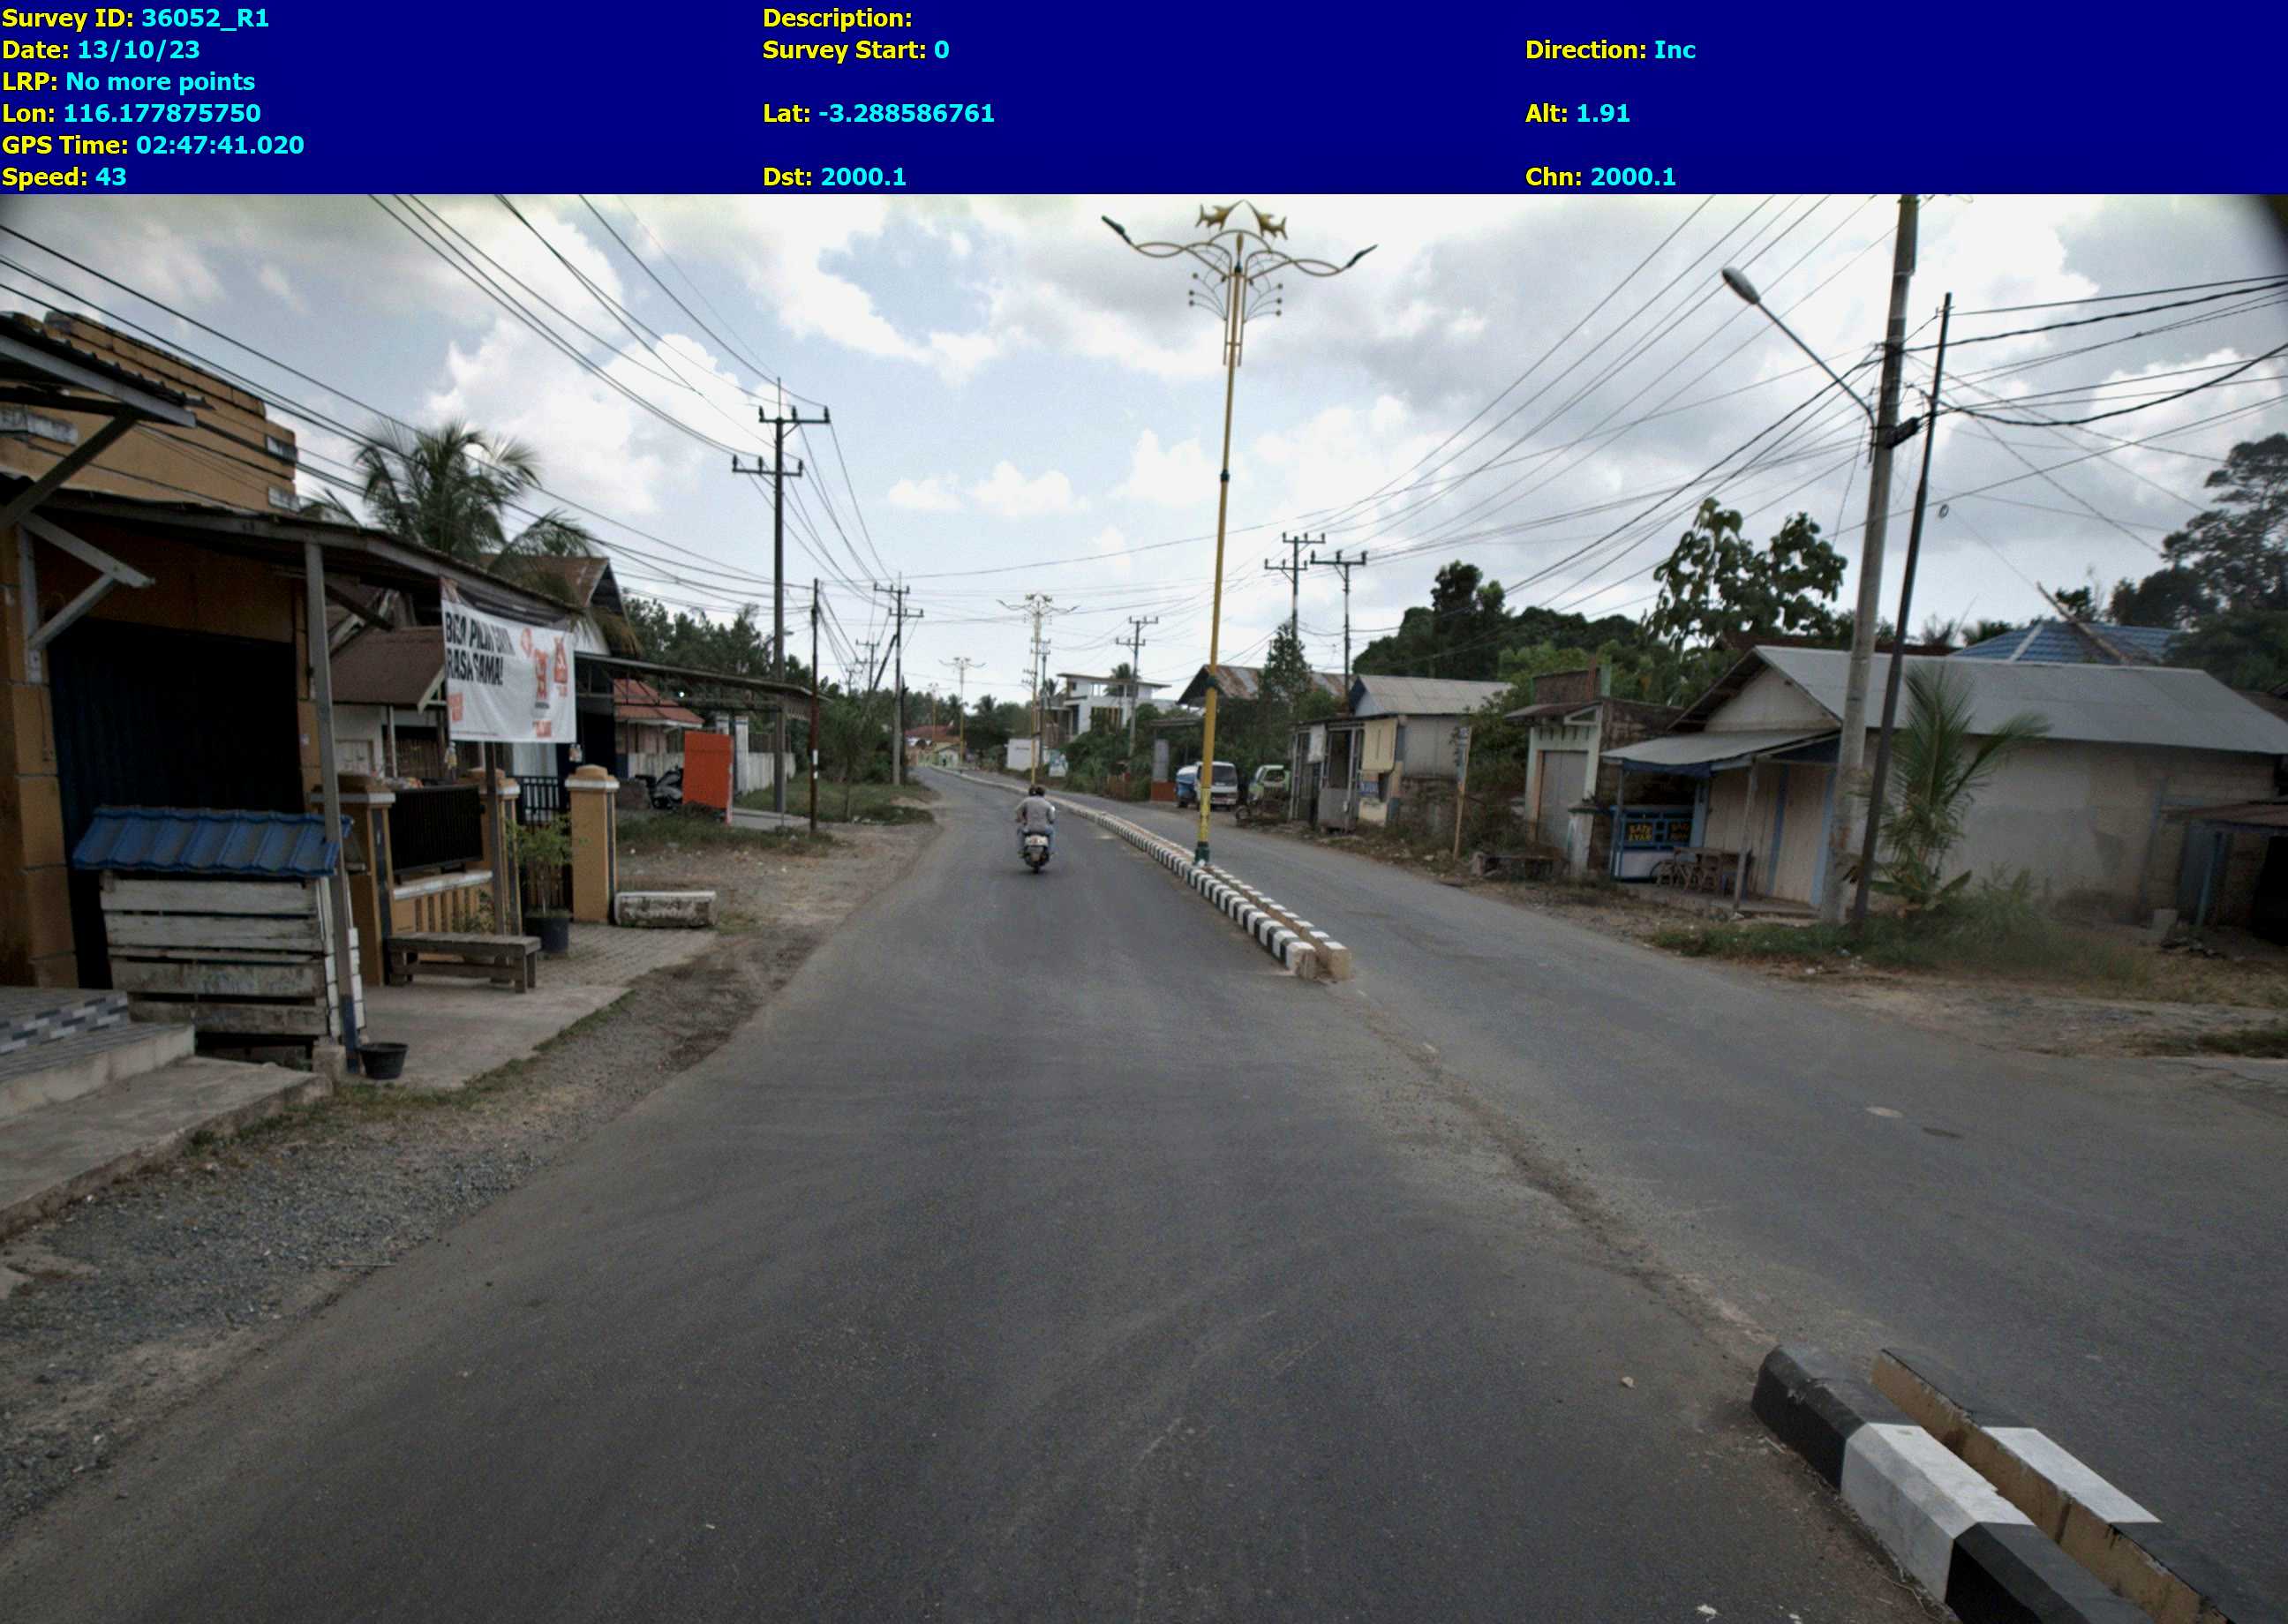 Survey ID: 36052_R1
Description:
Date: 13/10/23
Survey Start: 0
Direction: Inc
LRP: No more points
Lon: 116.177875750
Lat: -3.288586761
Alt: 1.91
GPS Time: 02:47:41.020
Speed: 43
Dst: 2000.1
Chn: 2000.1
RASA SAMA!
SATE